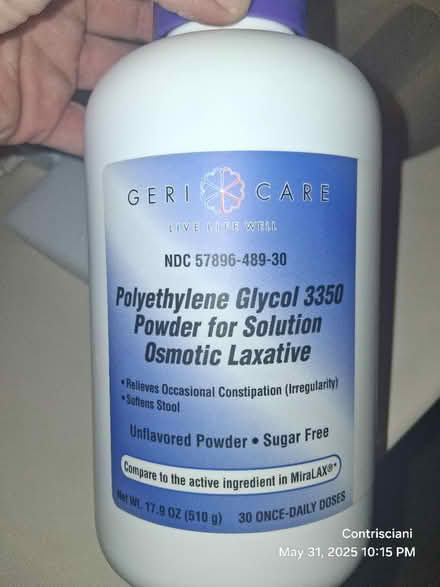 GERI CARE
LIVE LIFE WELL
NDC 57896-489-30
Polyethylene Glycol 3350
Powder for Solution
Osmotic Laxative
• Relieves Occasional Constipation (Irregularity)
• Softens Stool
Unflavored Powder • Sugar Free
Compare to the active ingredient in MiraLAX®*
Net Wt. 17.9 OZ (510 g) 30 ONCE-DAILY DOSES
Contrisciani
May 31, 2025 10:15 PM